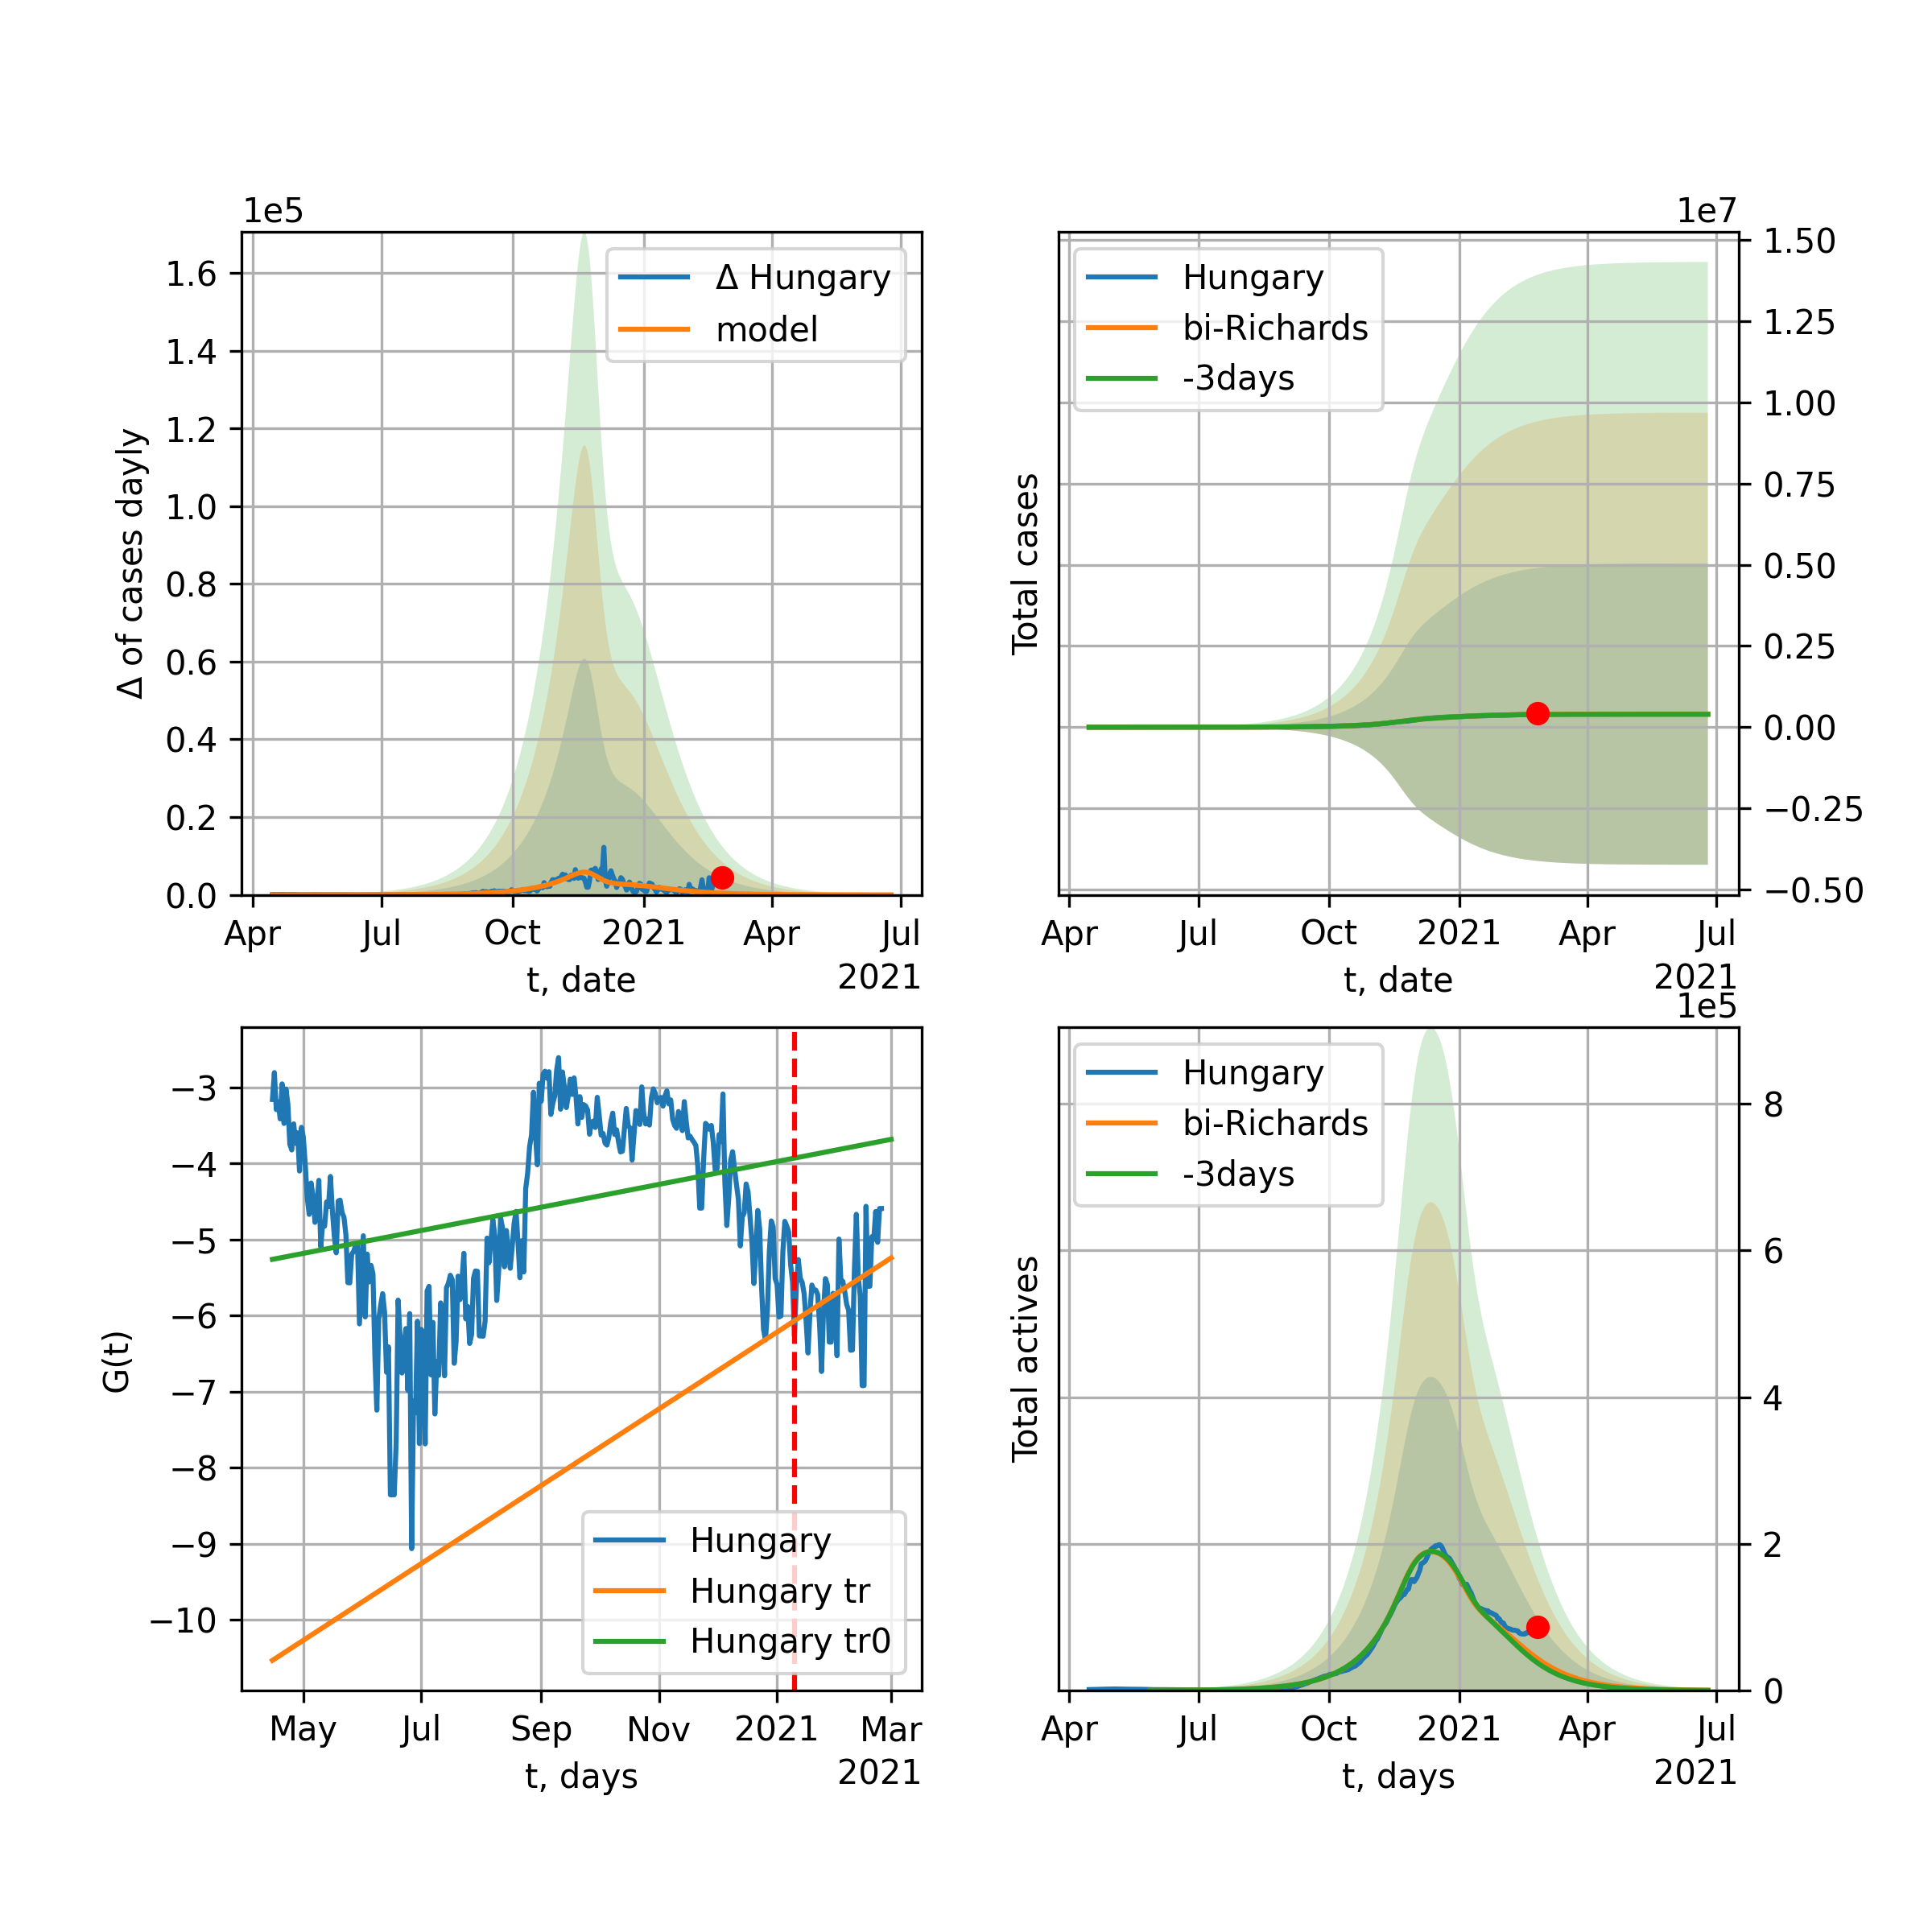 1e5
Δ of cases dayly
1.6
1.4
1.2
1.0
0.8
0.6
0.4
0.2
0.0
Δ Hungary
model
Apr Jul Oct 2021 Apr Jul
t, date
2021
1e7
Total cases
Hungary
bi-Richards
-3days
1.50
1.25
1.00
0.75
0.50
0.25
0.00
−0.25
−0.50
Apr Jul Oct 2021 Apr Jul
t, date
2021
G(t)
−3
−4
−5
−6
−7
−8
−9
−10
Hungary
Hungary tr
Hungary tr0
May Jul Sep Nov 2021 Mar
t, days
2021
1e5
Total actives
Hungary
bi-Richards
-3days
8
6
4
2
0
Apr Jul Oct 2021 Apr Jul
t, days
2021